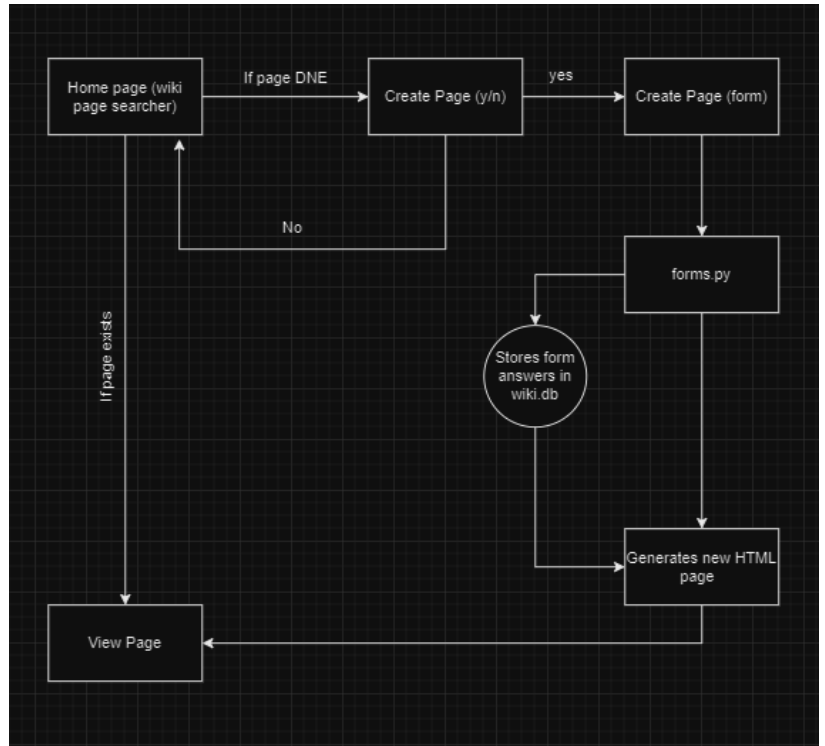 Home page (wiki
page searcher)
If page DNE
Create Page (y/n)
yes
Create Page (form)
No
forms.py
If page exists
Stores form
answers in
wiki.db
Generates new HTML
page
View Page